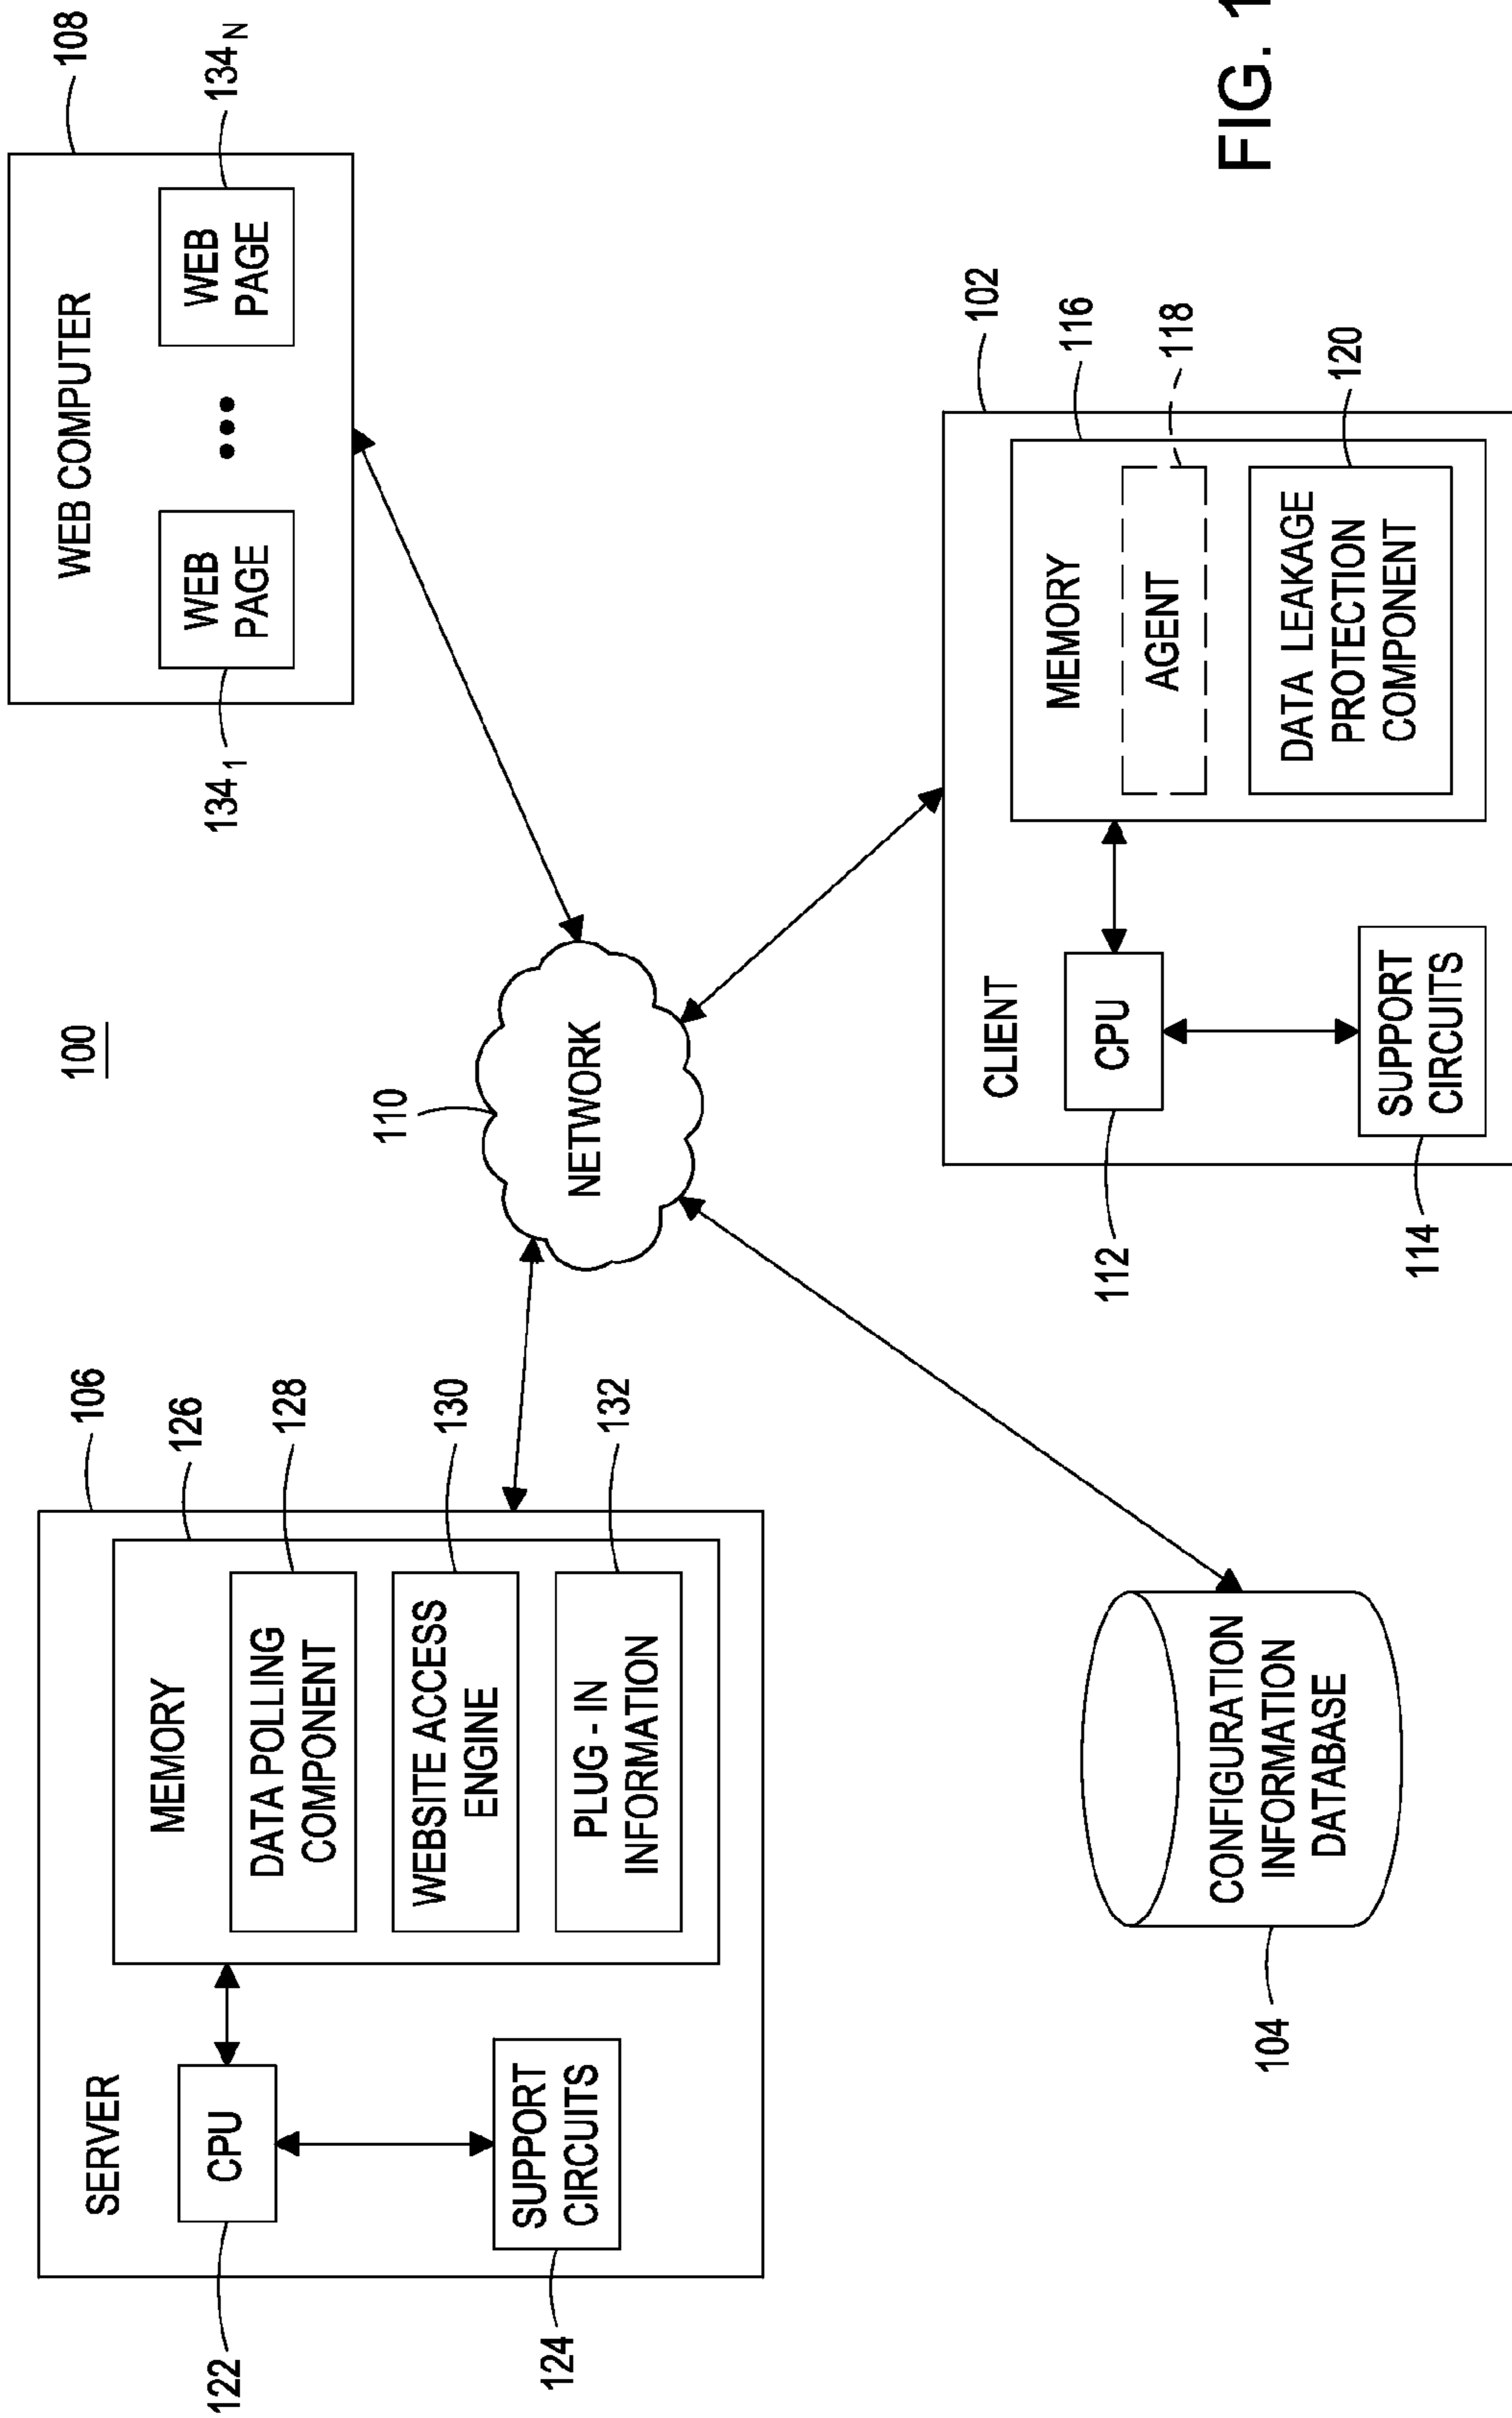 100
106
SERVER
126
MEMORY
122
CPU
128
DATA POLLING
COMPONENT
130
WEBSITE ACCESS
ENGINE
124
SUPPORT
CIRCUITS
132
PLUG - IN
INFORMATION
108
WEB COMPUTER
134 1
WEB
PAGE
•••
WEB
PAGE
134 N
110
NETWORK
104
CONFIGURATION
INFORMATION
DATABASE
102
CLIENT
116
MEMORY
112
CPU
118
AGENT
120
DATA LEAKAGE
PROTECTION
COMPONENT
114
SUPPORT
CIRCUITS
FIG. 1